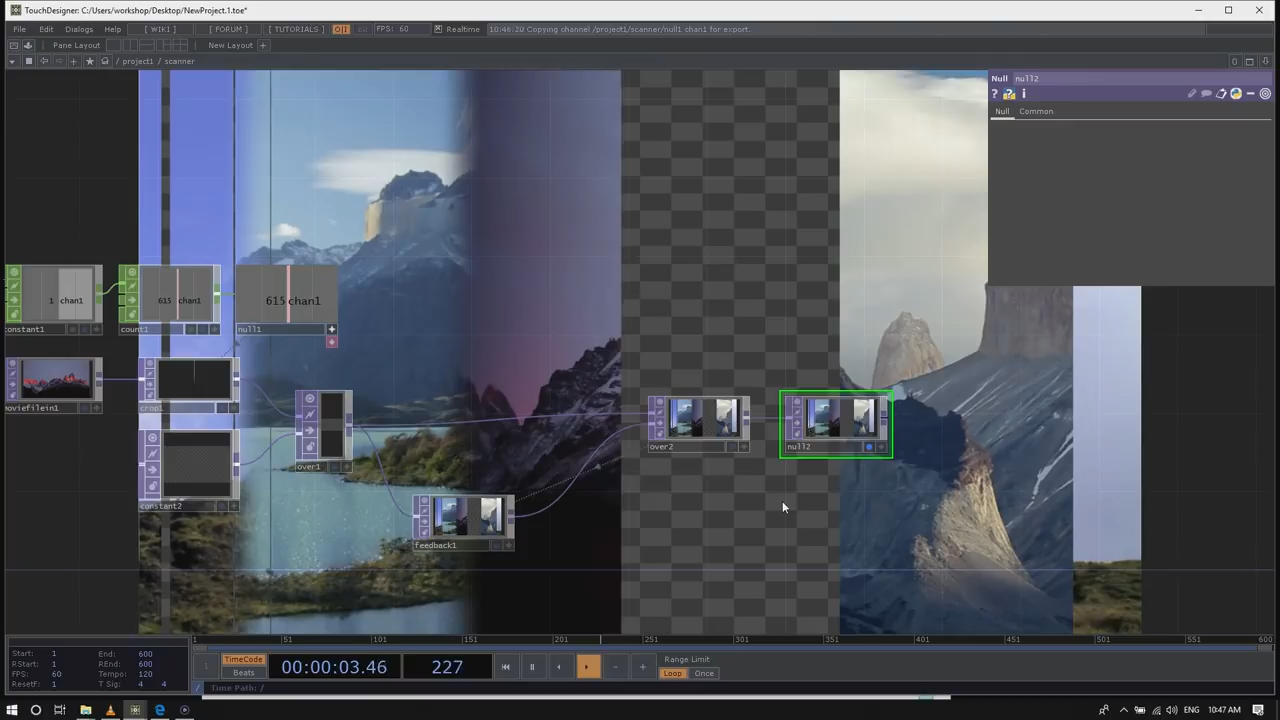 TouchDesigner: C:/Users/workshop/Desktop/NewProject.1.toe*
File Edit Dialogs Help [ WIKI ] [ FORUM ] [ TUTORIALS ] OII FPS: 60 Realtime 10:46:20 Copying channel /project1/scanner/null1 chan1 for export.
Pane Layout New Layout +
/ project1 / scanner
Null null2
Null Common
1 chan1
615 chan1
615 chan1
constant1
count1
null1
moviefilein1
crop1
over1
constant2
over2
null2
feedback1
1 51 101 151 201 251 301 351 401 451 501 551 600
Start: 1 End: 600
RStart: 1 REnd: 600
FPS: 60 Tempo: 120
ResetF: 1 T Sig: 4 4
TimeCode
Beats
00:00:03.46
227
Range Limit
Loop Once
/ Time Path: /
10:47 AM